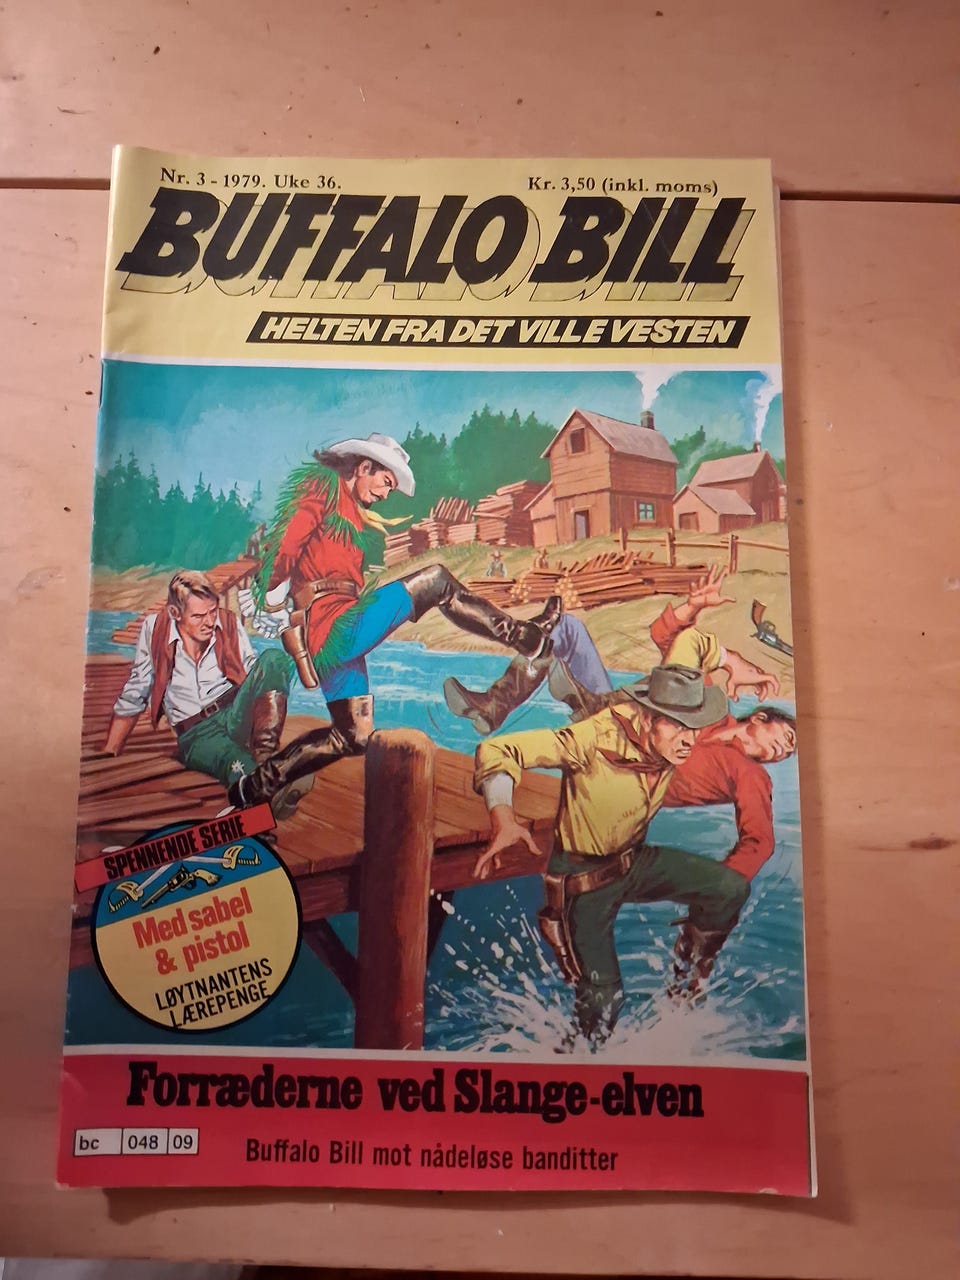 Nr. 3 - 1979. Uke 36.
Kr. 3,50 (inkl. moms)
BUFFALO BILL
HELTEN FRA DET VILLE VESTEN
SPENNENDE SERIE
Med sabel
& pistol
LØYTNANTENS
LÆREPENGE
Forræderne ved Slange-elven
bc 048 09
Buffalo Bill mot nådeløse banditter